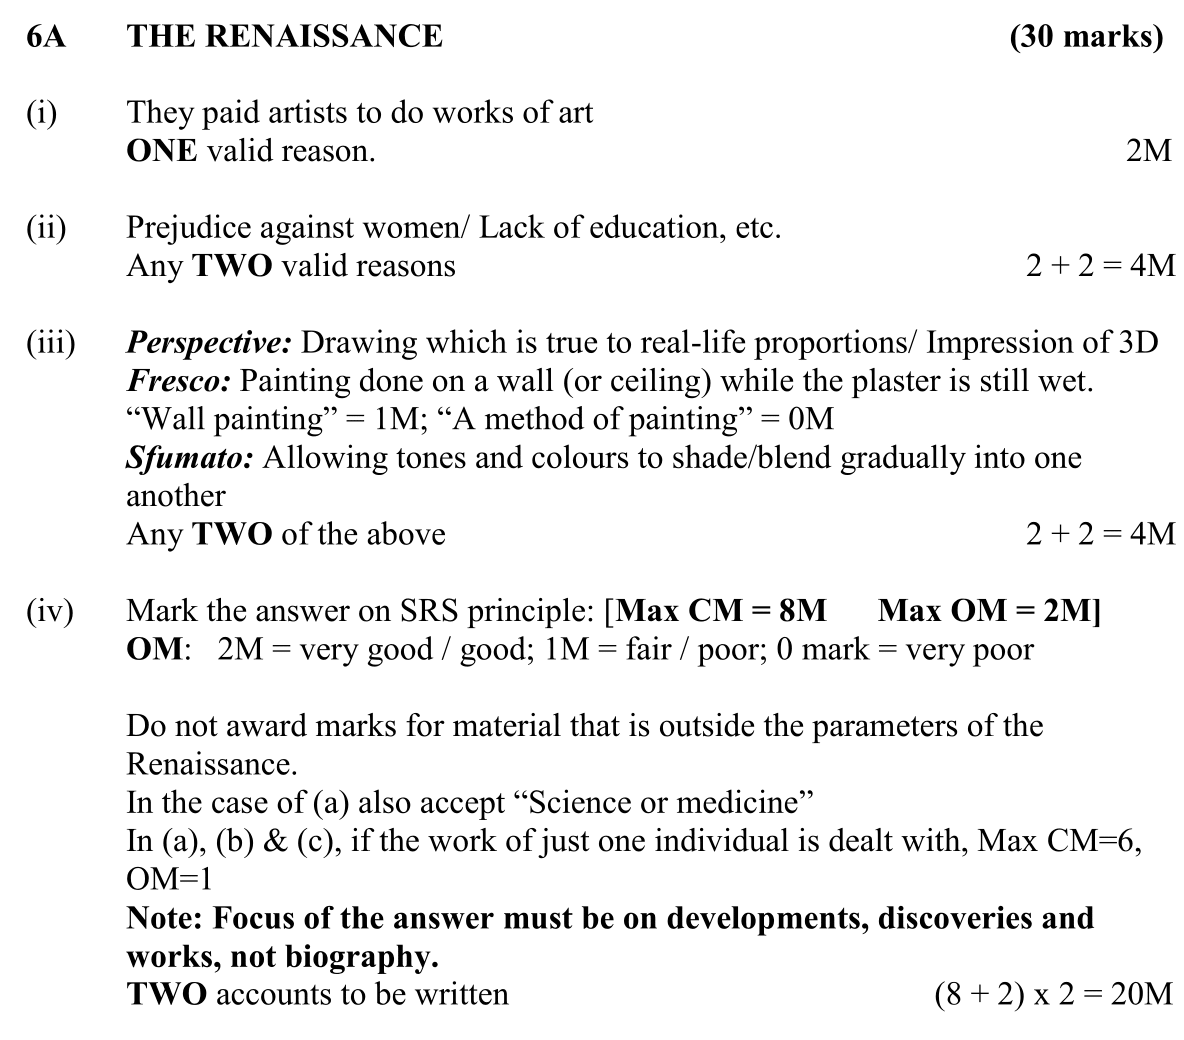 6A THE RENAISSANCE (30 marks)
(i) They paid artists to do works of art
ONE valid reason. 2M
(ii) Prejudice against women/ Lack of education, etc.
Any TWO valid reasons 2 + 2 = 4M
(iii) Perspective: Drawing which is true to real-life proportions/ Impression of 3D
Fresco: Painting done on a wall (or ceiling) while the plaster is still wet.
“Wall painting” = 1M; “A method of painting” = 0M
Sfumato: Allowing tones and colours to shade/blend gradually into one
another
Any TWO of the above 2 + 2 = 4M
(iv) Mark the answer on SRS principle: [Max CM = 8M Max OM = 2M]
OM: 2M = very good / good; 1M = fair / poor; 0 mark = very poor
Do not award marks for material that is outside the parameters of the
Renaissance.
In the case of (a) also accept “Science or medicine”
In (a), (b) & (c), if the work of just one individual is dealt with, Max CM=6,
OM=1
Note: Focus of the answer must be on developments, discoveries and
works, not biography.
TWO accounts to be written (8 + 2) x 2 = 20M